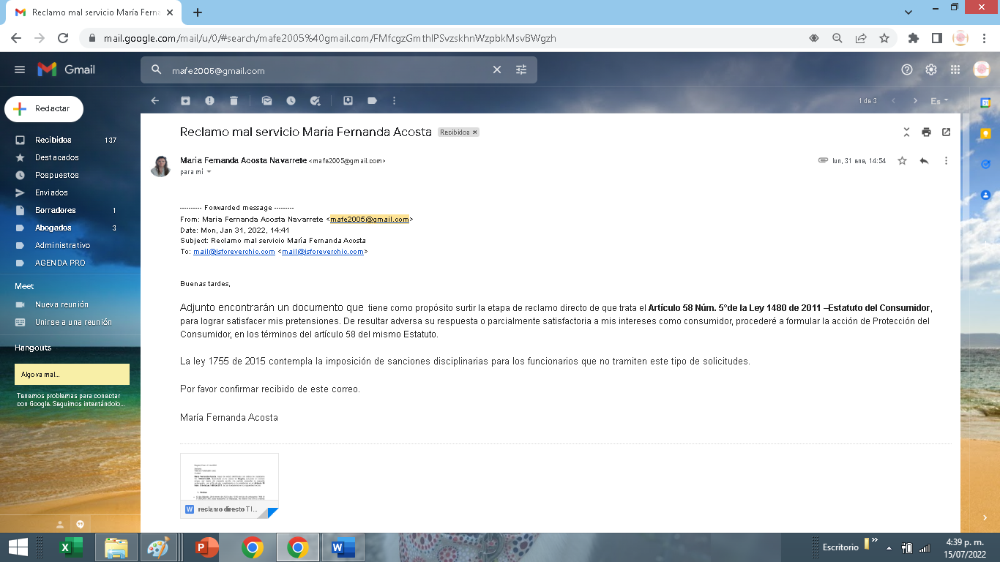 Reclamo mal servicio María Ferna
mail.google.com/mail/u/0/#search/mafe2005%40gmail.com/FMfcgzGmthlPSvzskhnWzpbkMsvBWgzh
Gmail
mafe2005@gmail.com
Redactar
1 de 3
Es
Recibidos 137
Destacados
Pospuestos
Enviados
Borradores 1
Abogados 3
Administrativo
AGENDA PRO
Meet
Nueva reunión
Unirse a una reunión
Hangouts
Algo va mal...
Tenemos problemas para conectar
con Google. Seguimos intentándolo...
Reclamo mal servicio María Fernanda Acosta Recibidos
Maria Fernanda Acosta Navarrete <mafe2005@gmail.com>
lun, 31 ene, 14:54
para mí
---------- Forwarded message ---------
From: Maria Fernanda Acosta Navarrete <mafe2005@gmail.com>
Date: Mon, Jan 31, 2022, 14:41
Subject: Reclamo mal servicio María Fernanda Acosta
To: mail@isforeverchic.com <mail@isforeverchic.com>
Buenas tardes,
Adjunto encontrarán un documento que tiene como propósito surtir la etapa de reclamo directo de que trata el Artículo 58 Núm. 5°de la Ley 1480 de 2011 –Estatuto del Consumidor,
para lograr satisfacer mis pretensiones. De resultar adversa su respuesta o parcialmente satisfactoria a mis intereses como consumidor, procederé a formular la acción de Protección del
Consumidor, en los términos del artículo 58 del mismo Estatuto.
La ley 1755 de 2015 contempla la imposición de sanciones disciplinarias para los funcionarios que no tramiten este tipo de solicitudes.
Por favor confirmar recibido de este correo.
María Fernanda Acosta
reclamo directo T I...
Escritorio
4:39 p. m.
15/07/2022